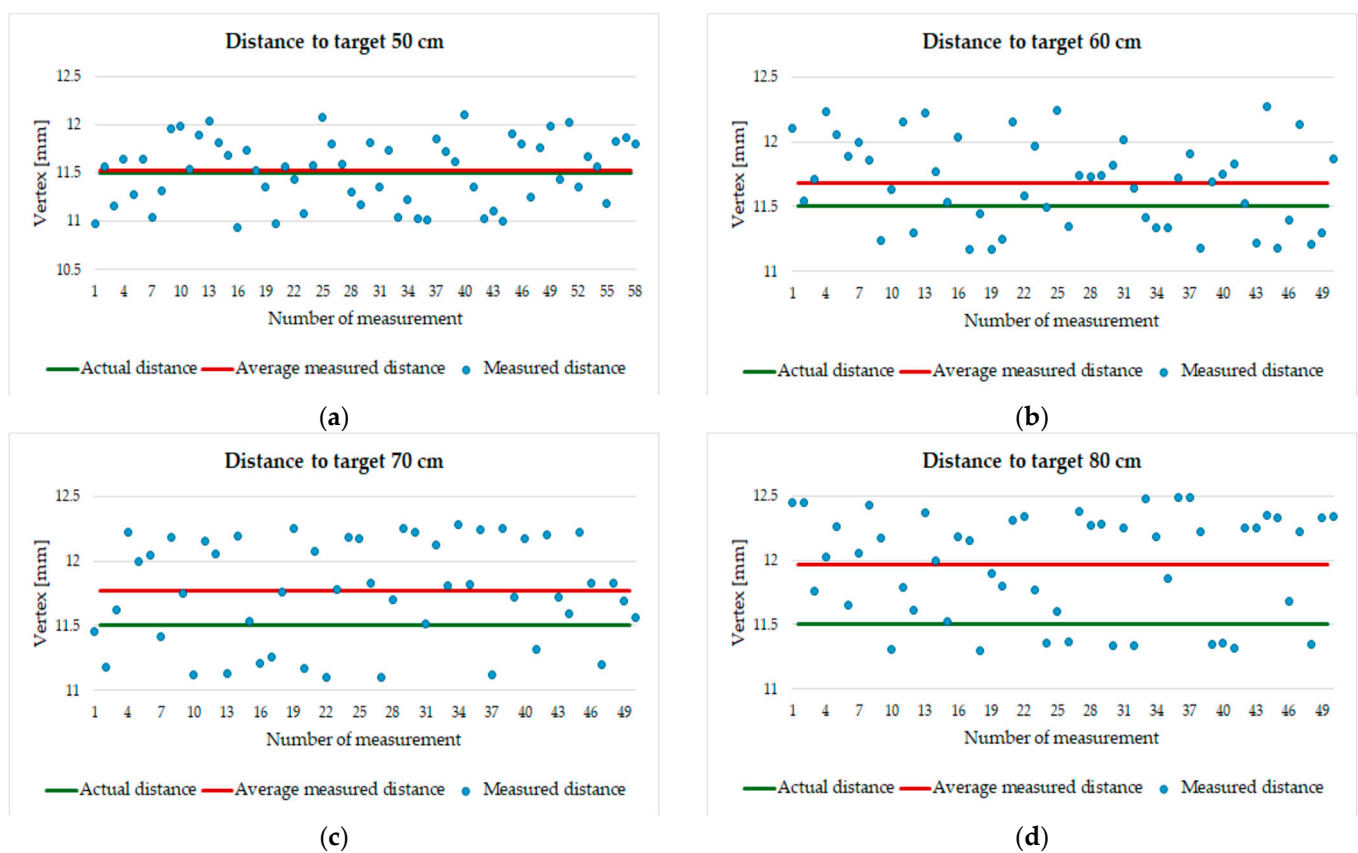 Distance to target 50 cm
12.5
12
11.5
11
10.5
Vertex [mm]
1 4 7 10 13 16 19 22 25 28 31 34 37 40 43 46 49 52 55 58
Number of measurement
Actual distance Average measured distance Measured distance
(a)
Distance to target 60 cm
12.5
12
11.5
11
Vertex [mm]
1 4 7 10 13 16 19 22 25 28 31 34 37 40 43 46 49
Number of measurement
Actual distance Average measured distance Measured distance
(b)
Distance to target 70 cm
12.5
12
11.5
11
Vertex [mm]
1 4 7 10 13 16 19 22 25 28 31 34 37 40 43 46 49
Number of measurement
Actual distance Average measured distance Measured distance
(c)
Distance to target 80 cm
12.5
12
11.5
11
Vertex [mm]
1 4 7 10 13 16 19 22 25 28 31 34 37 40 43 46 49
Number of measurement
Actual distance Average measured distance Measured distance
(d)